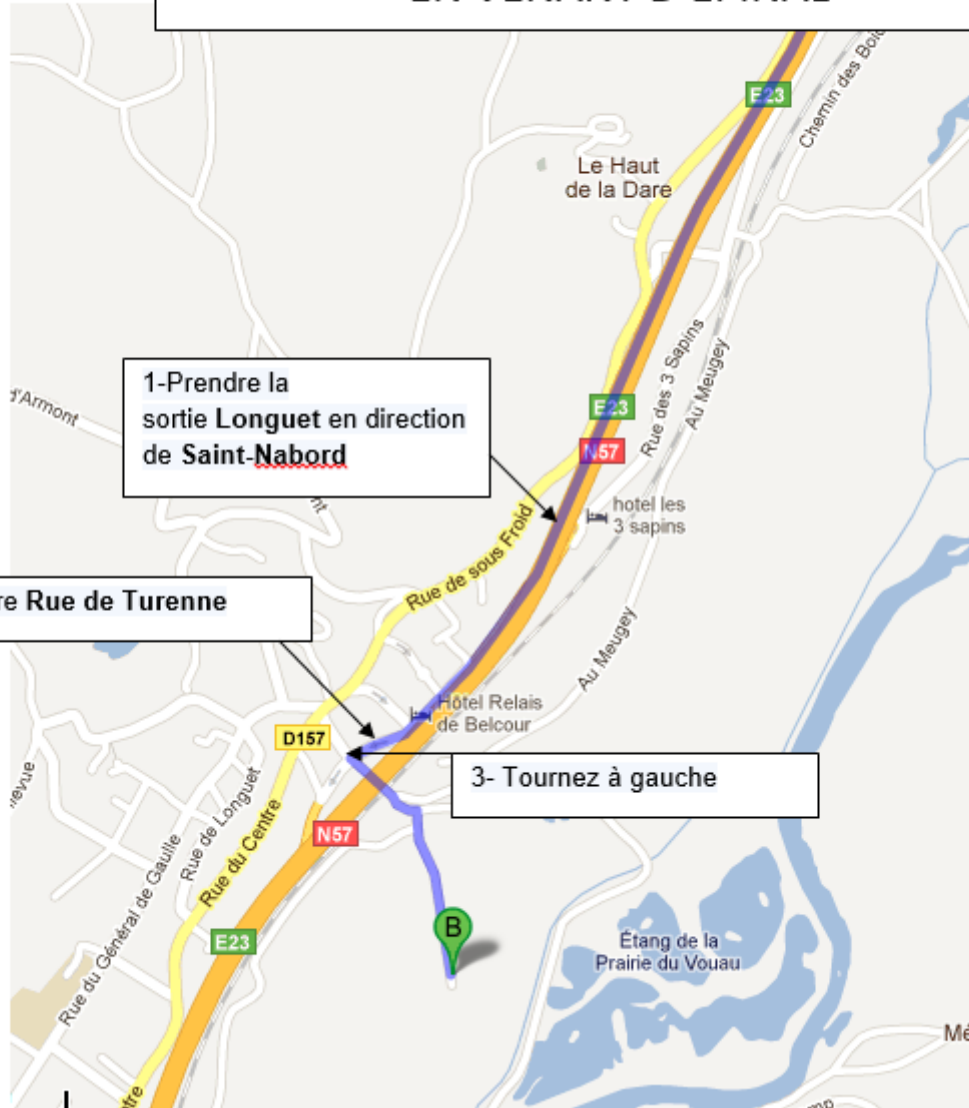 E23
Chemin des Bois
Le Haut
de la Dare
1-Prendre la
sortie Longuet en direction
de Saint-Nabord
d'Armont
E23
N57
Rue des 3 Sapins
Au Meugey
hotel les
3 sapins
Rue de sous Froid
re Rue de Turenne
Au Meugey
Hôtel Relais
de Belcour
D157
3- Tournez à gauche
N57
Rue de Longuet
Rue du Centre
Rue du Général de Gaulle
E23
B
Étang de la
Prairie du Vouau